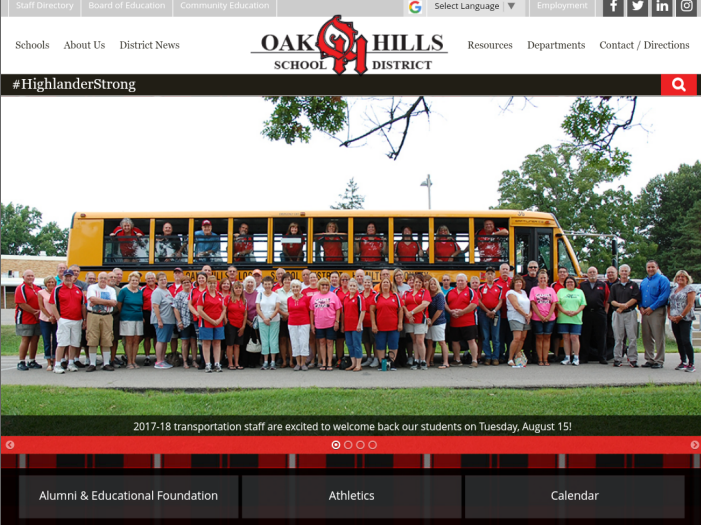 Staff Directory
Board of Education
Community Education
G
Select Language ▼
Employment
Schools
About Us
District News
OAK OH HILLS
SCHOOL DISTRICT
Resources
Departments
Contact / Directions
#HighlanderStrong
2017-18 transportation staff are excited to welcome back our students on Tuesday, August 15!
Alumni & Educational Foundation
Athletics
Calendar